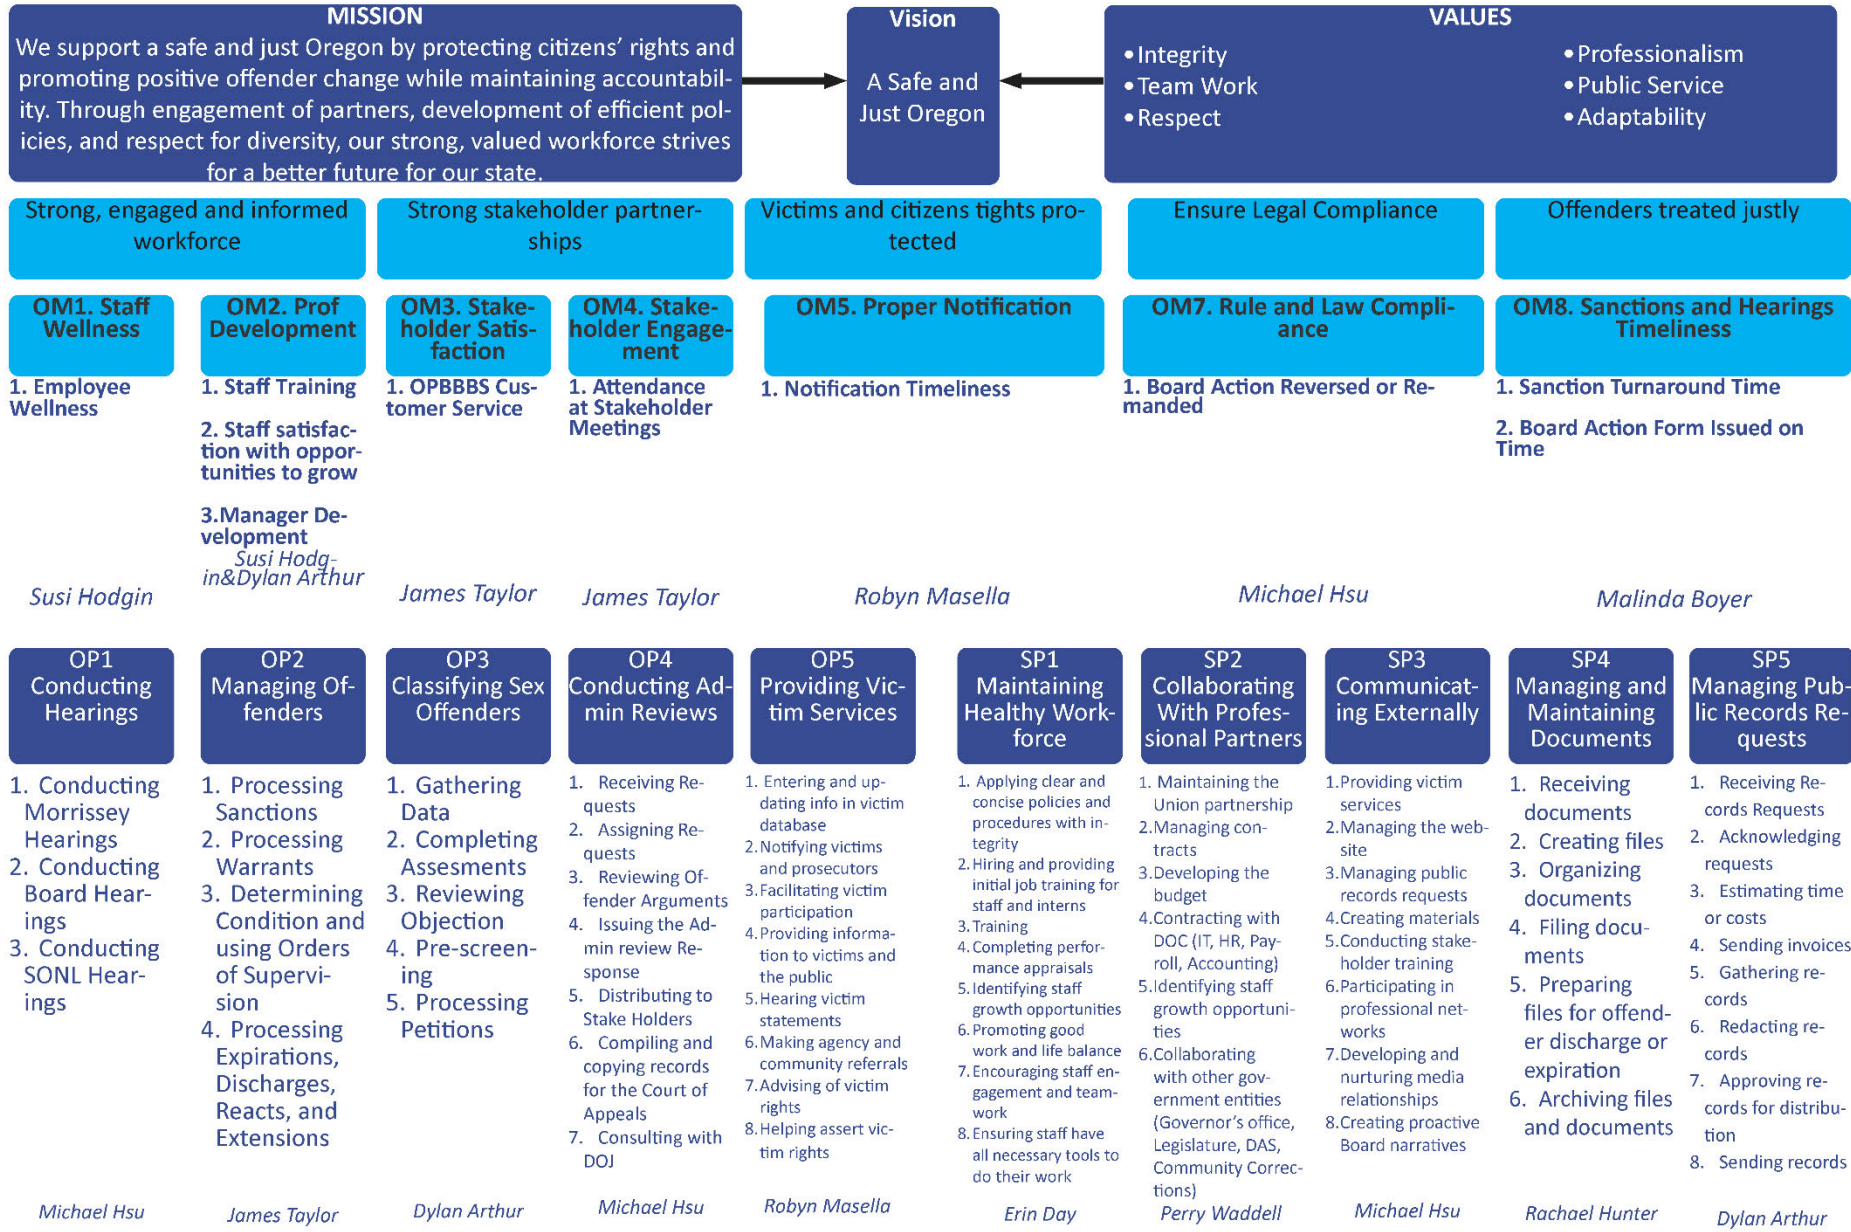 MISSION
We support a safe and just Oregon by protecting citizens’ rights and
promoting positive offender change while maintaining accountabil-
ity. Through engagement of partners, development of efficient pol-
icies, and respect for diversity, our strong, valued workforce strives
for a better future for our state.
Vision
A Safe and
Just Oregon
VALUES
• Integrity
• Team Work
• Respect
• Professionalism
• Public Service
• Adaptability
Strong, engaged and informed
workforce
Strong stakeholder partner-
ships
Victims and citizens tights pro-
tected
Ensure Legal Compliance
Offenders treated justly
OM1. Staff
Wellness
OM2. Prof
Development
OM3. Stake-
holder Satis-
faction
OM4. Stake-
holder Engage-
ment
OM5. Proper Notification
OM7. Rule and Law Compli-
ance
OM8. Sanctions and Hearings
Timeliness
1. Employee
Wellness
1. Staff Training
2. Staff satisfac-
tion with oppor-
tunities to grow
3.Manager De-
velopment
1. OPBBBS Cus-
tomer Service
1. Attendance
at Stakeholder
Meetings
1. Notification Timeliness
1. Board Action Reversed or Re-
manded
1. Sanction Turnaround Time
2. Board Action Form Issued on
Time
Susi Hodgin
Susi Hodg-
in&Dylan Arthur
James Taylor
James Taylor
Robyn Masella
Michael Hsu
Malinda Boyer
OP1
Conducting
Hearings
1. Conducting
Morrissey
Hearings
2. Conducting
Board Hear-
ings
3. Conducting
SONL Hear-
ings
Michael Hsu
OP2
Managing Of-
fenders
1. Processing
Sanctions
2. Processing
Warrants
3. Determining
Condition and
using Orders
of Supervi-
sion
4. Processing
Expirations,
Discharges,
Reacts, and
Extensions
James Taylor
OP3
Classifying Sex
Offenders
1. Gathering
Data
2. Completing
Assesments
3. Reviewing
Objection
4. Pre-screen-
ing
5. Processing
Petitions
Dylan Arthur
OP4
Conducting Ad-
min Reviews
1. Receiving Re-
quests
2. Assigning Re-
quests
3. Reviewing Of-
fender Arguments
4. Issuing the Ad-
min review Re-
sponse
5. Distributing to
Stake Holders
6. Compiling and
copying records
for the Court of
Appeals
7. Consulting with
DOJ
Michael Hsu
OP5
Providing Vic-
tim Services
1. Entering and up-
dating info in victim
database
2. Notifying victims
and prosecutors
3. Facilitating victim
participation
4. Providing informa-
tion to victims and
the public
5. Hearing victim
statements
6. Making agency and
community referrals
7. Advising of victim
rights
8. Helping assert vic-
tim rights
Robyn Masella
SP1
Maintaining
Healthy Work-
force
1. Applying clear and
concise policies and
procedures with in-
tegrity
2. Hiring and providing
initial job training for
staff and interns
3. Training
4. Completing perfor-
mance appraisals
5. Identifying staff
growth opportunities
6. Promoting good
work and life balance
7. Encouraging staff en-
gagement and team-
work
8. Ensuring staff have
all necessary tools to
do their work
Erin Day
SP2
Collaborating
With Profes-
sional Partners
1. Maintaining the
Union partnership
2. Managing con-
tracts
3. Developing the
budget
4. Contracting with
DOC (IT, HR, Pay-
roll, Accounting)
5. Identifying staff
growth opportuni-
ties
6. Collaborating
with other gov-
ernment entities
(Governor’s office,
Legislature, DAS,
Community Correc-
tions)
Perry Waddell
SP3
Communicat-
ing Externally
1. Providing victim
services
2. Managing the web-
site
3. Managing public
records requests
4. Creating materials
5. Conducting stake-
holder training
6. Participating in
professional net-
works
7. Developing and
nurturing media
relationships
8. Creating proactive
Board narratives
Michael Hsu
SP4
Managing and
Maintaining
Documents
1. Receiving
documents
2. Creating files
3. Organizing
documents
4. Filing docu-
ments
5. Preparing
files for offend-
er discharge or
expiration
6. Archiving files
and documents
Rachael Hunter
SP5
Managing Pub-
lic Records Re-
quests
1. Receiving Re-
cords Requests
2. Acknowledging
requests
3. Estimating time
or costs
4. Sending invoices
5. Gathering re-
cords
6. Redacting re-
cords
7. Approving re-
cords for distribu-
tion
8. Sending records
Dylan Arthur